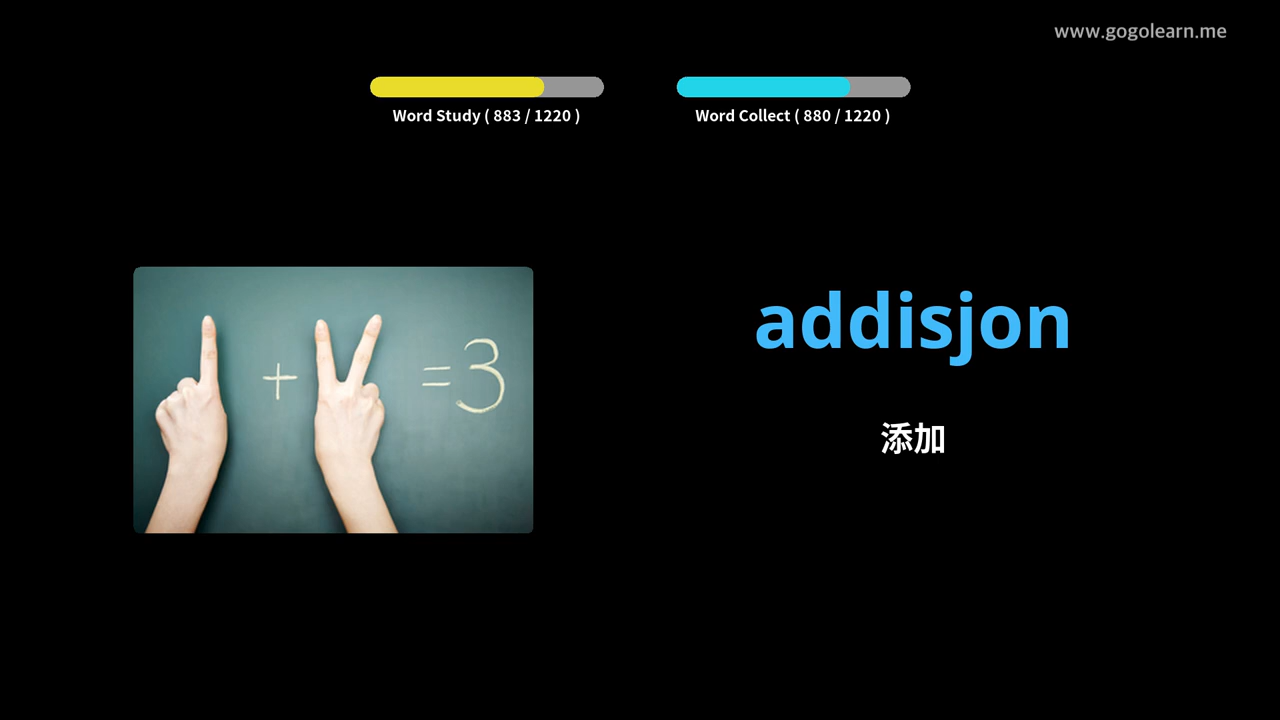 www.gogolearn.me
Word Study ( 883 / 1220 )
Word Collect ( 880 / 1220 )
+ =3
addisjon
添加